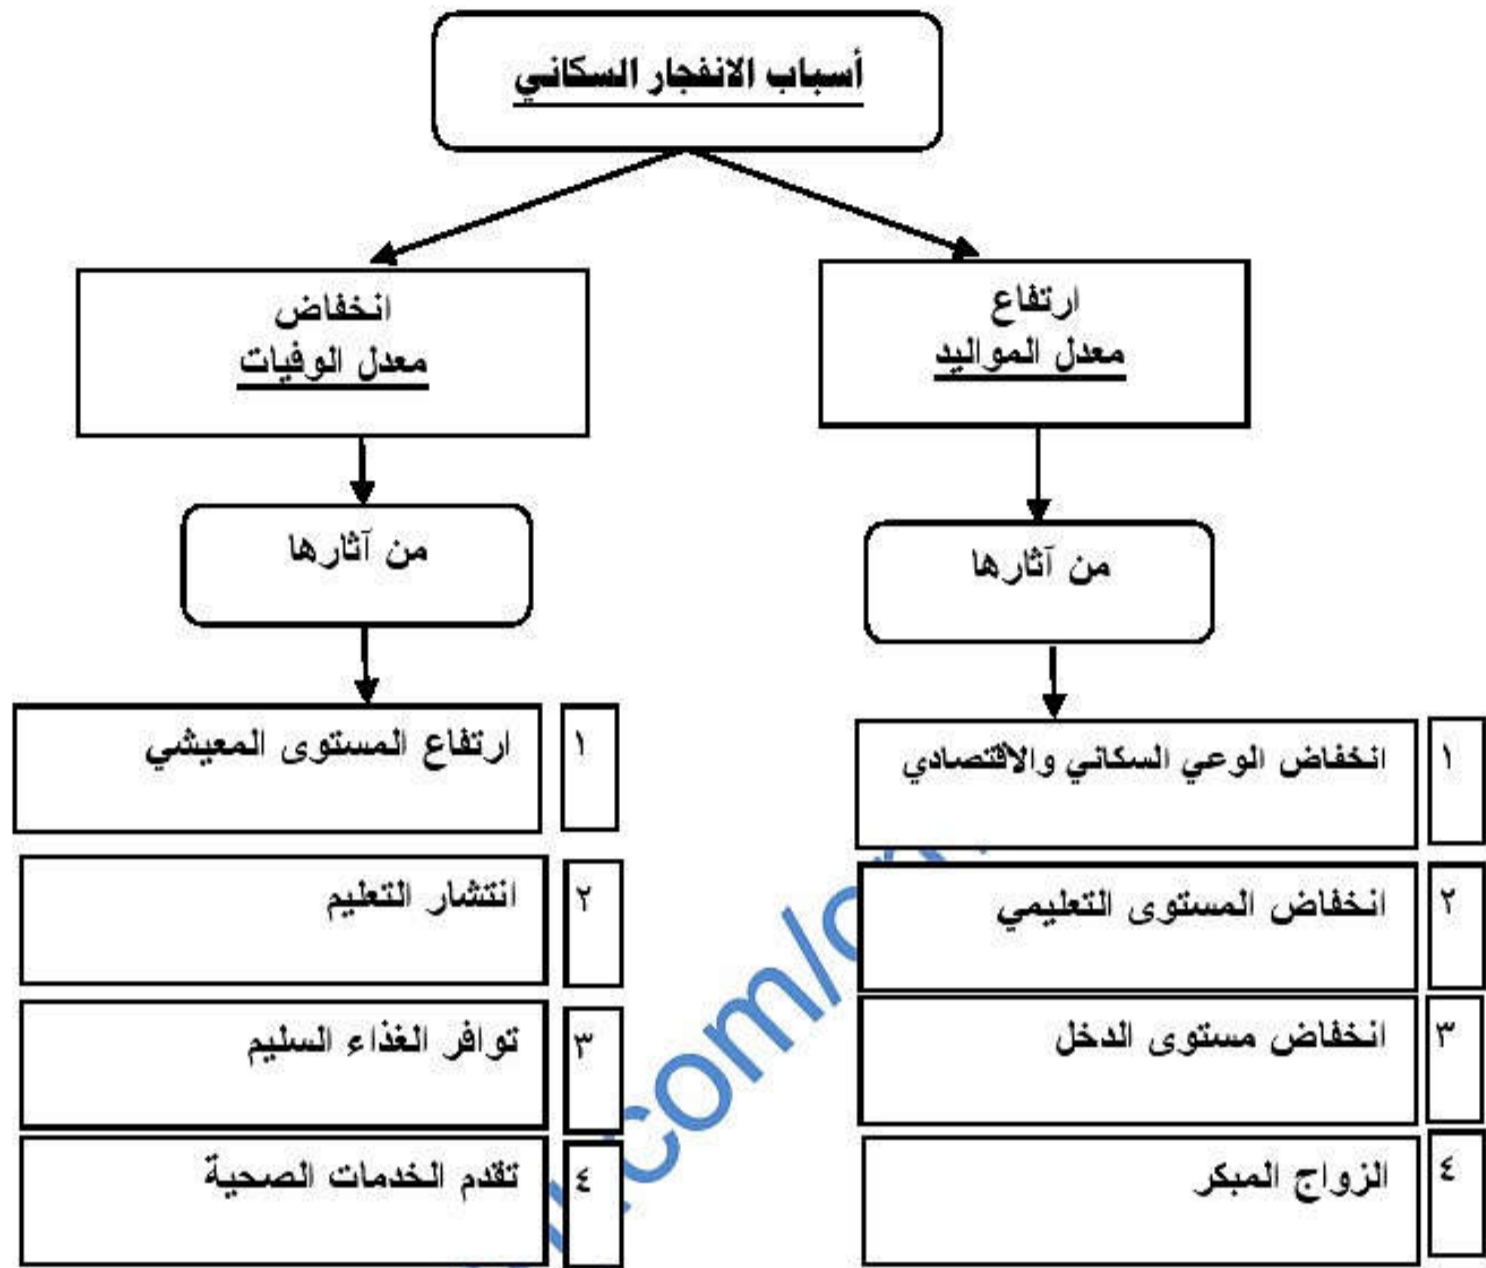 أسباب الانفجار السكاني
ارتفاع
معدل المواليد
انخفاض
معدل الوفيات
من آثارها
من آثارها
١ انخفاض الوعي السكاني والاقتصادي
٢ انخفاض المستوى التعليمي
٣ انخفاض مستوى الدخل
٤ الزواج المبكر
١ ارتفاع المستوى المعيشي
٢ انتشار التعليم
٣ توافر الغذاء السليم
٤ تقدم الخدمات الصحية
com/